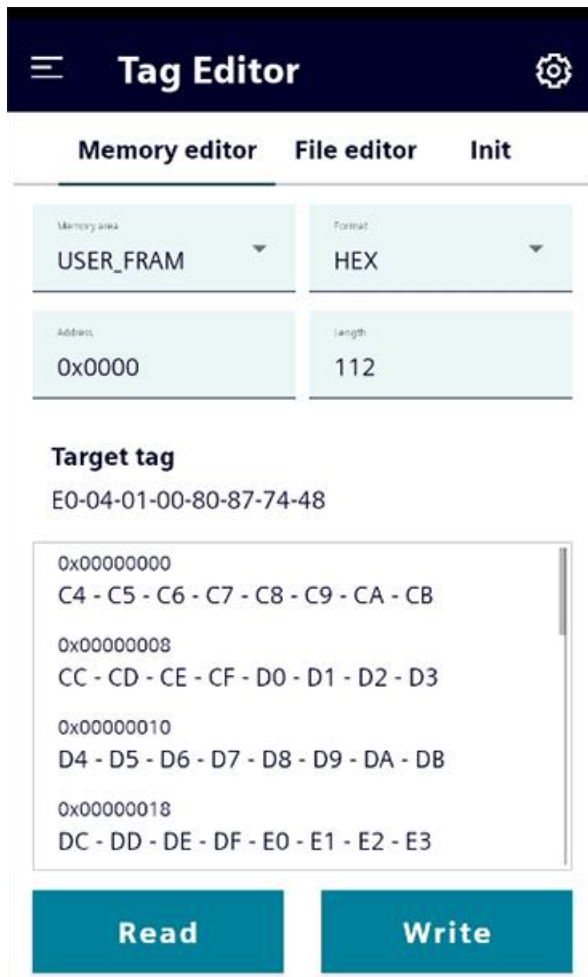 Tag Editor
Memory editor File editor Init
Memory area Format
USER_FRAM HEX
Address Length
0x0000 112
Target tag
E0-04-01-00-80-87-74-48
0x00000000
C4 - C5 - C6 - C7 - C8 - C9 - CA - CB
0x00000008
CC - CD - CE - CF - D0 - D1 - D2 - D3
0x00000010
D4 - D5 - D6 - D7 - D8 - D9 - DA - DB
0x00000018
DC - DD - DE - DF - E0 - E1 - E2 - E3
Read Write